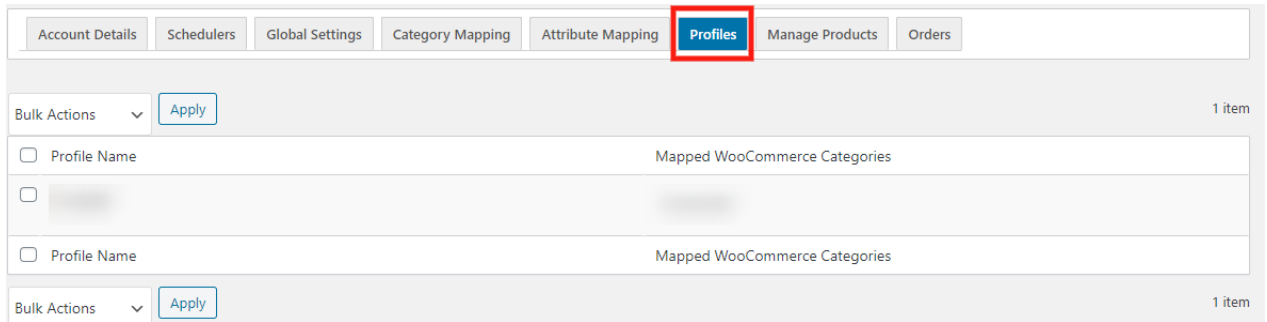 Account Details Schedulers Global Settings Category Mapping Attribute Mapping Profiles Manage Products Orders
Bulk Actions Apply 1 item
Profile Name Mapped WooCommerce Categories
Profile Name Mapped WooCommerce Categories
Bulk Actions Apply 1 item